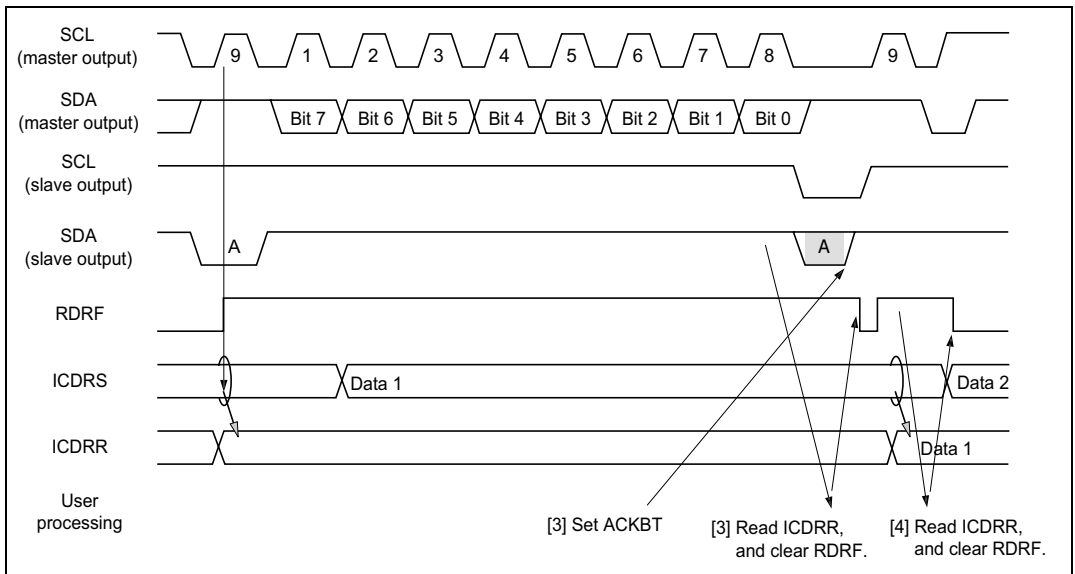 SCL
(master output)
9 1 2 3 4 5 6 7 8 9
SDA
(master output)
Bit 7 Bit 6 Bit 5 Bit 4 Bit 3 Bit 2 Bit 1 Bit 0
SCL
(slave output)
SDA
(slave output)
A A
RDRF
ICDRS
Data 1 Data 2
ICDRR
Data 1
User
processing
[3] Set ACKBT
[3] Read ICDRR,
and clear RDRF.
[4] Read ICDRR,
and clear RDRF.